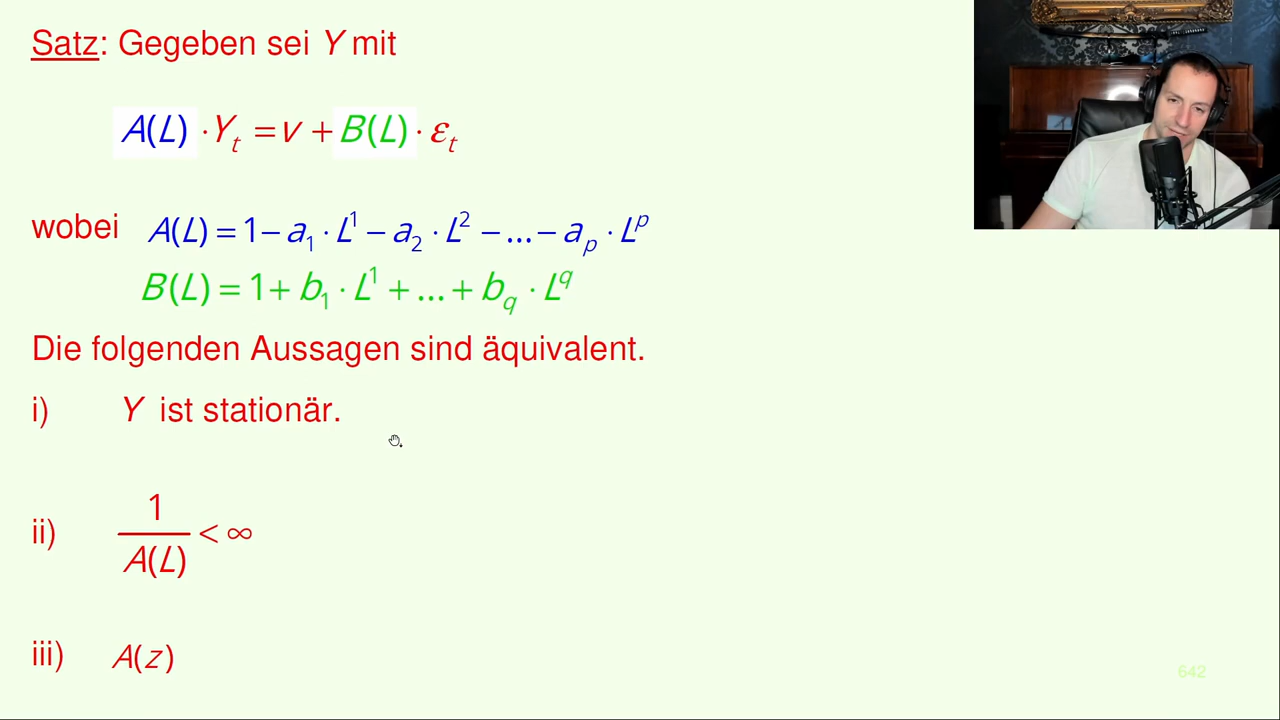 Satz: Gegeben sei Y mit
A(L) · Y_t = ν + B(L) · ε_t
wobei A(L) = 1 − a_1 · L^1 − a_2 · L^2 − ... − a_p · L^p
B(L) = 1 + b_1 · L^1 + ... + b_q · L^q
Die folgenden Aussagen sind äquivalent.
i) Y ist stationär.
ii) 1/A(L) < ∞
iii) A(z)
642